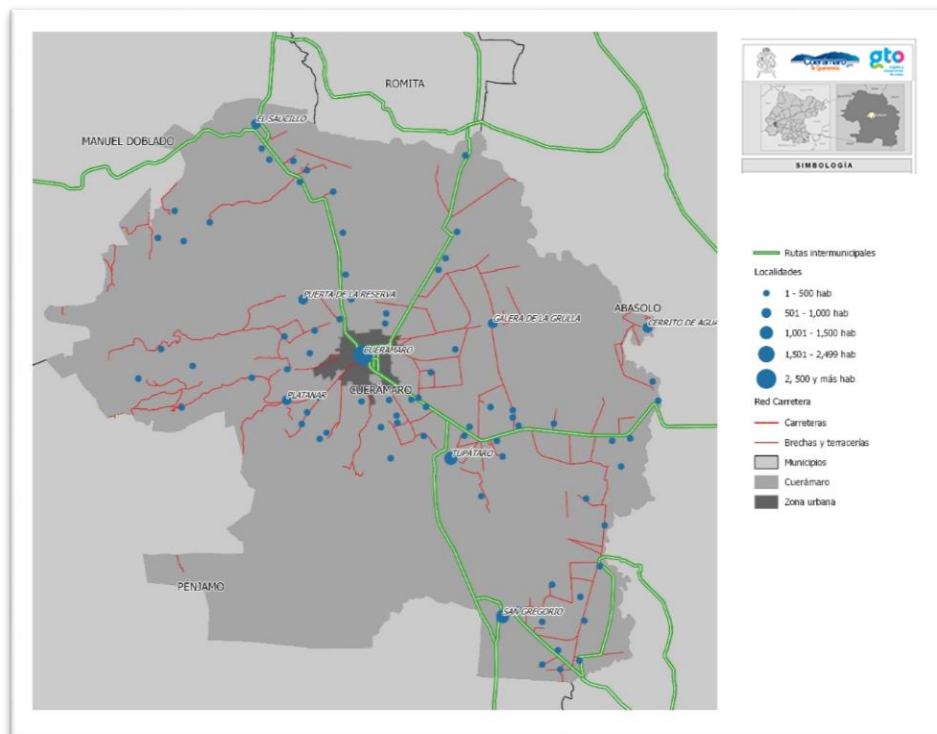 ROMITA
MANUEL DOBLADO
EL SAUCILLO
PUERTA DE LA RESERVA
GALERA DE LA GRULLA
ABASOLO
CERRITO DE AGUA
CUERÁMARO
CUERÁMARO
PLATANAR
TUPÁTARO
PÉNJAMO
SAN GREGORIO
Cuerámaro
gto
SIMBOLOGÍA
Rutas intermunicipales
Localidades
1 - 500 hab
501 - 1,000 hab
1,001 - 1,500 hab
1,501 - 2,499 hab
2, 500 y más hab
Red Carretera
Carreteras
Brechas y terracerías
Municipios
Cuerámaro
Zona urbana